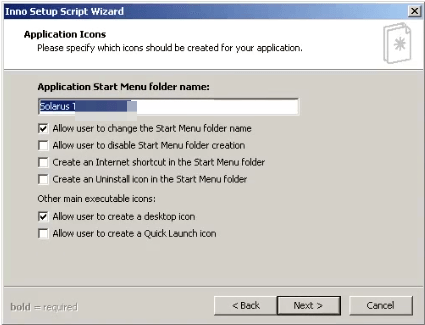 Inno Setup Script Wizard
Application Icons
Please specify which icons should be created for your application.
Application Start Menu folder name:
Solarus 1
Allow user to change the Start Menu folder name
Allow user to disable Start Menu folder creation
Create an Internet shortcut in the Start Menu folder
Create an Uninstall icon in the Start Menu folder
Other main executable icons:
Allow user to create a desktop icon
Allow user to create a Quick Launch icon
bold = required
< Back
Next >
Cancel